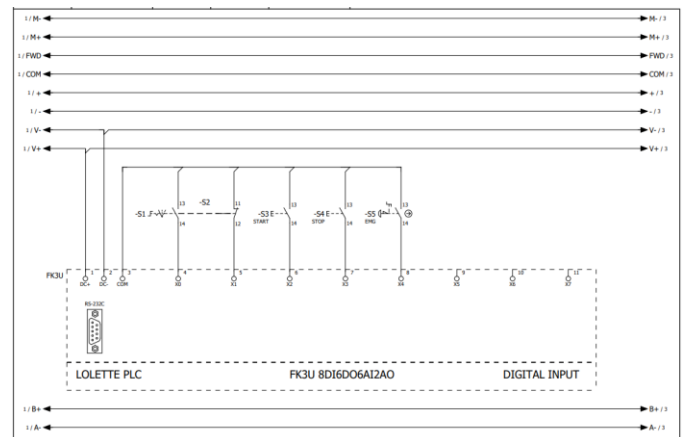 1 / M- M- / 3
1 / M+ M+ / 3
1 / FWD FWD / 3
1 / COM COM / 3
1 / + + / 3
1 / - - / 3
1 / V- V- / 3
1 / V+ V+ / 3
13 11 13 13 13
-S1 -S2 -S3 E -S4 E -S5
START STOP EMG
14 12 14 14 14
FK3U 1 2 3 4 5 6 7 8 9 10 11
DC+ DC- COM X0 X1 X2 X3 X4 X5 X6 X7
RS-232C
LOLETTE PLC FK3U 8DI6DO6AI2AO DIGITAL INPUT
1 / B+ B+ / 3
1 / A- A- / 3